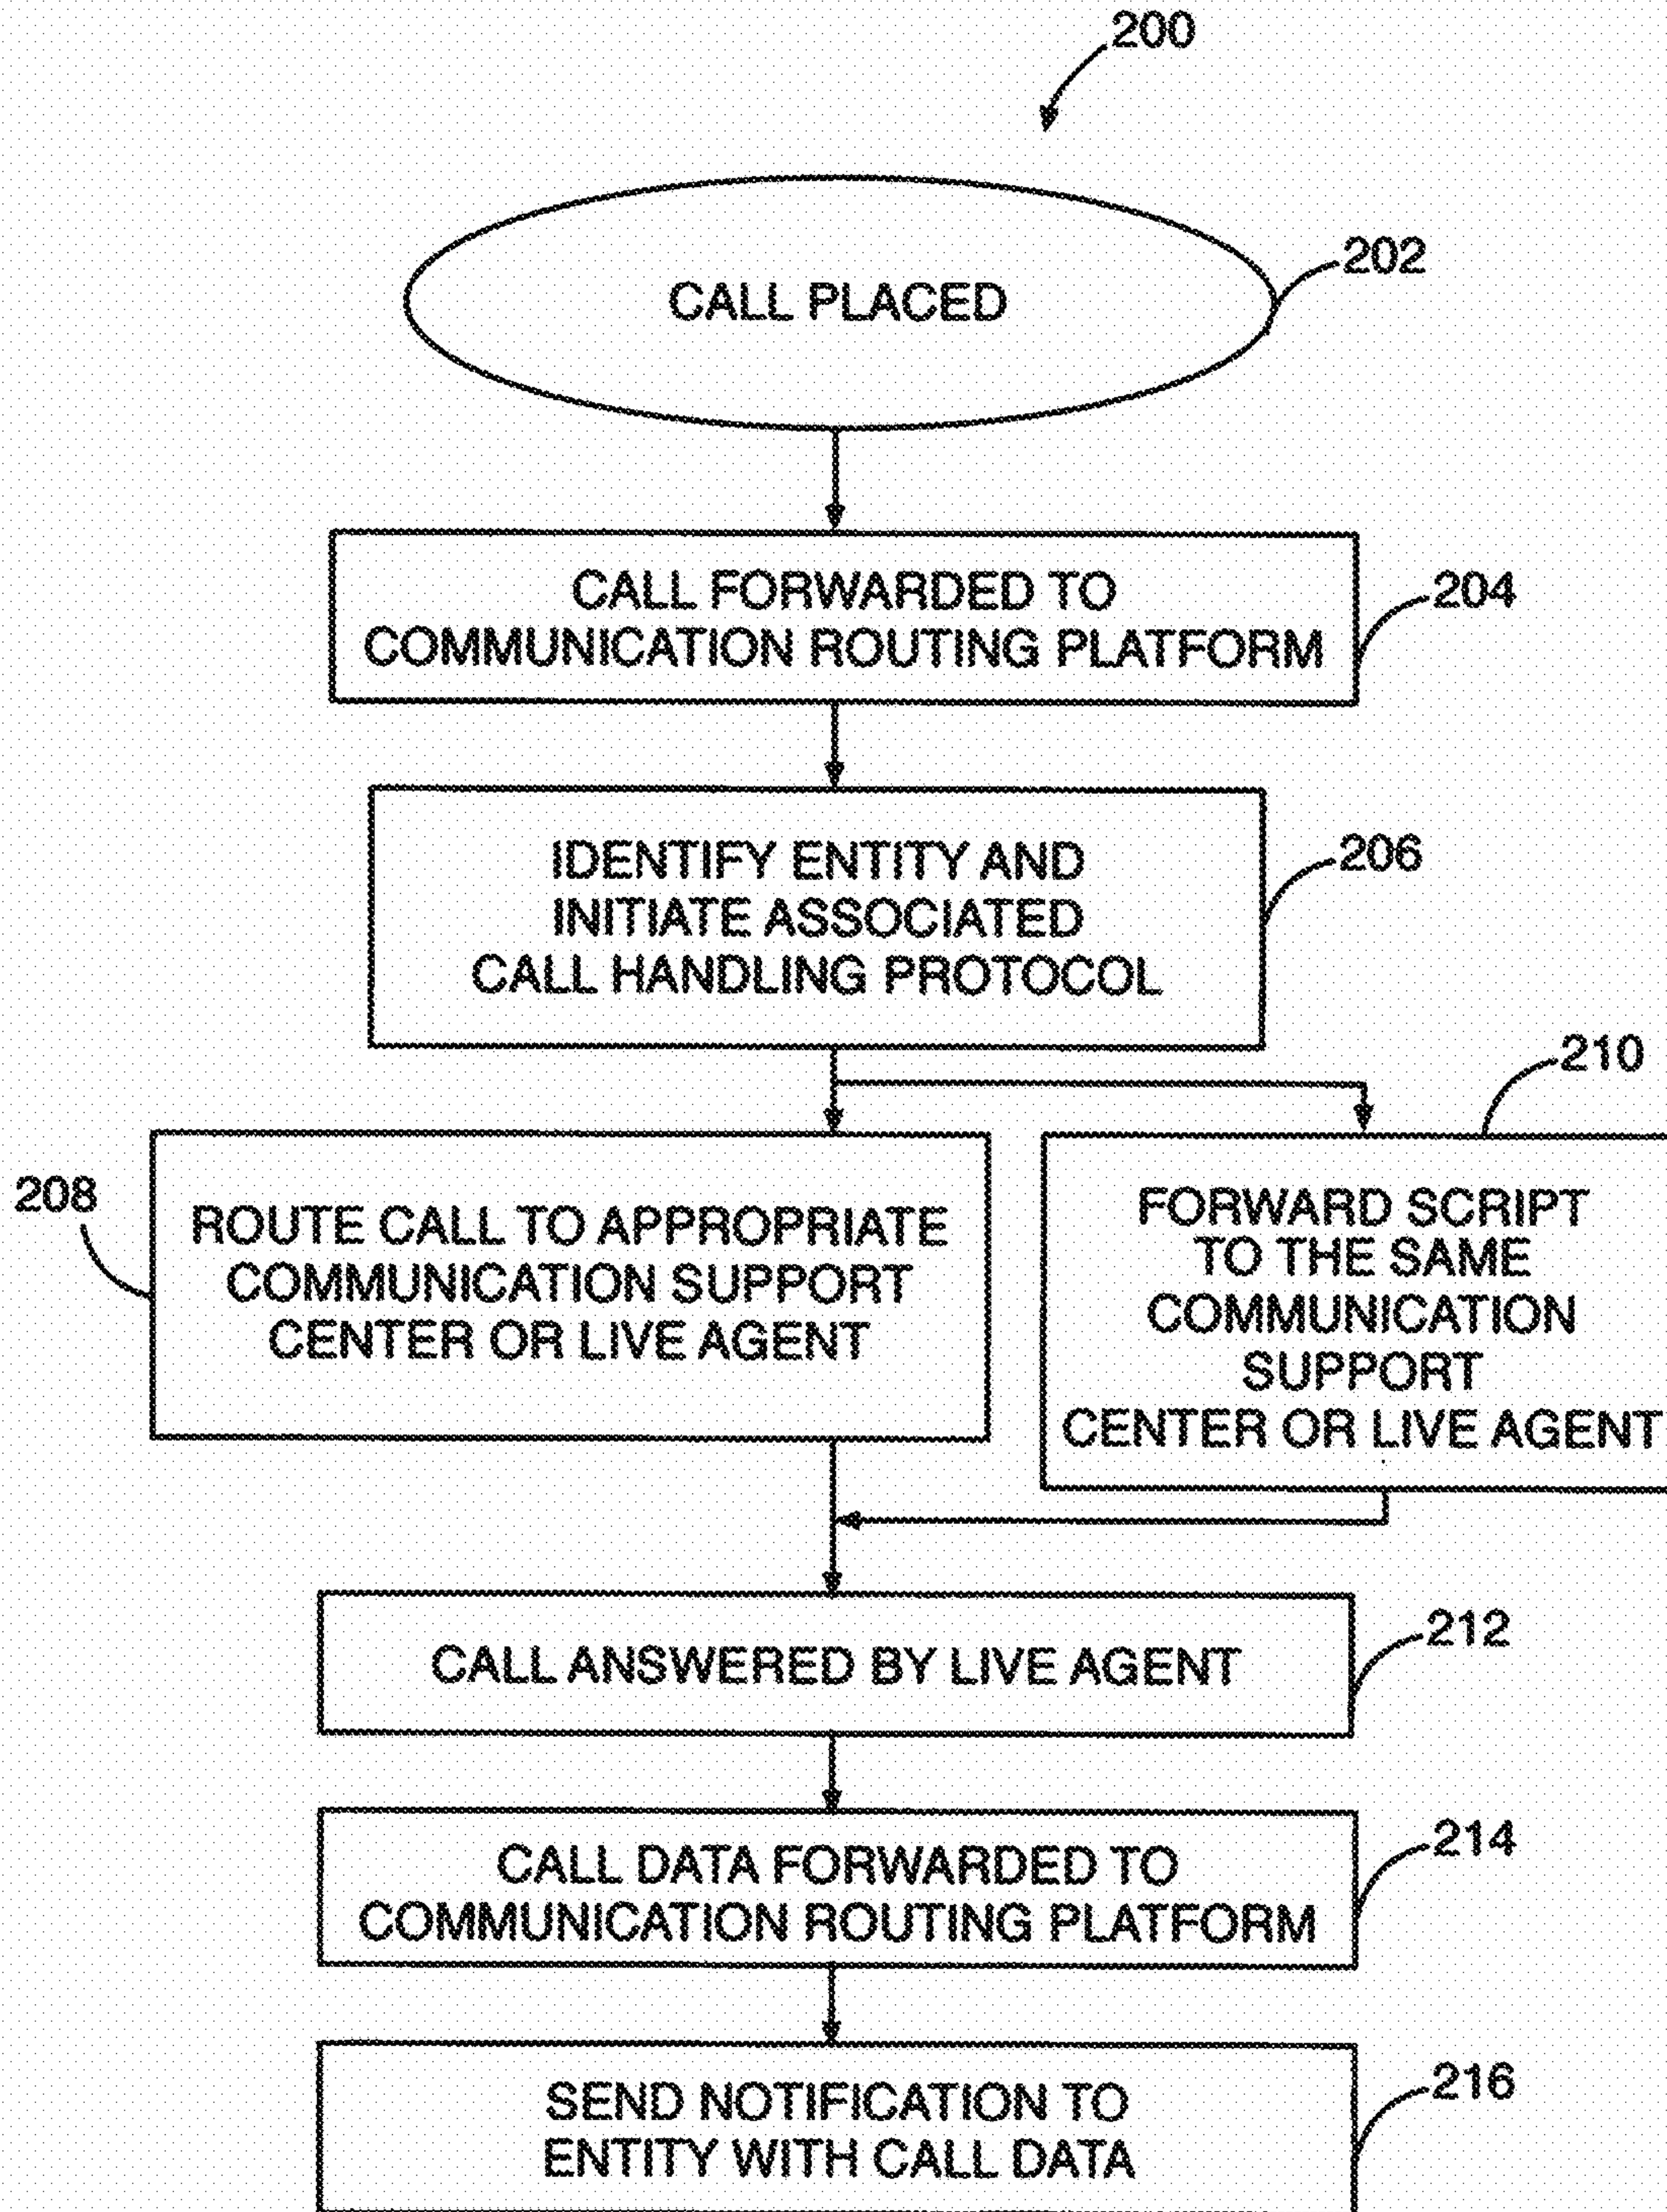 200
CALL PLACED
202
CALL FORWARDED TO
COMMUNICATION ROUTING PLATFORM
204
IDENTIFY ENTITY AND
INITIATE ASSOCIATED
CALL HANDLING PROTOCOL
206
208
ROUTE CALL TO APPROPRIATE
COMMUNICATION SUPPORT
CENTER OR LIVE AGENT
210
FORWARD SCRIPT
TO THE SAME
COMMUNICATION
SUPPORT
CENTER OR LIVE AGENT
CALL ANSWERED BY LIVE AGENT
212
CALL DATA FORWARDED TO
COMMUNICATION ROUTING PLATFORM
214
SEND NOTIFICATION TO
ENTITY WITH CALL DATA
216